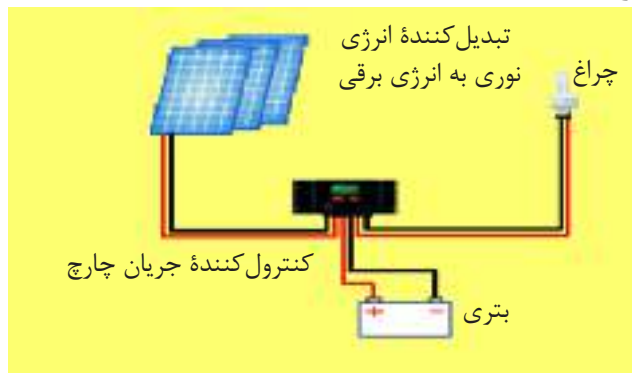 تبدیل‌کنندهٔ انرژی
نوری به انرژی برقی
چراغ
کنترول‌کنندهٔ جریان چارچ
بتری
+ −